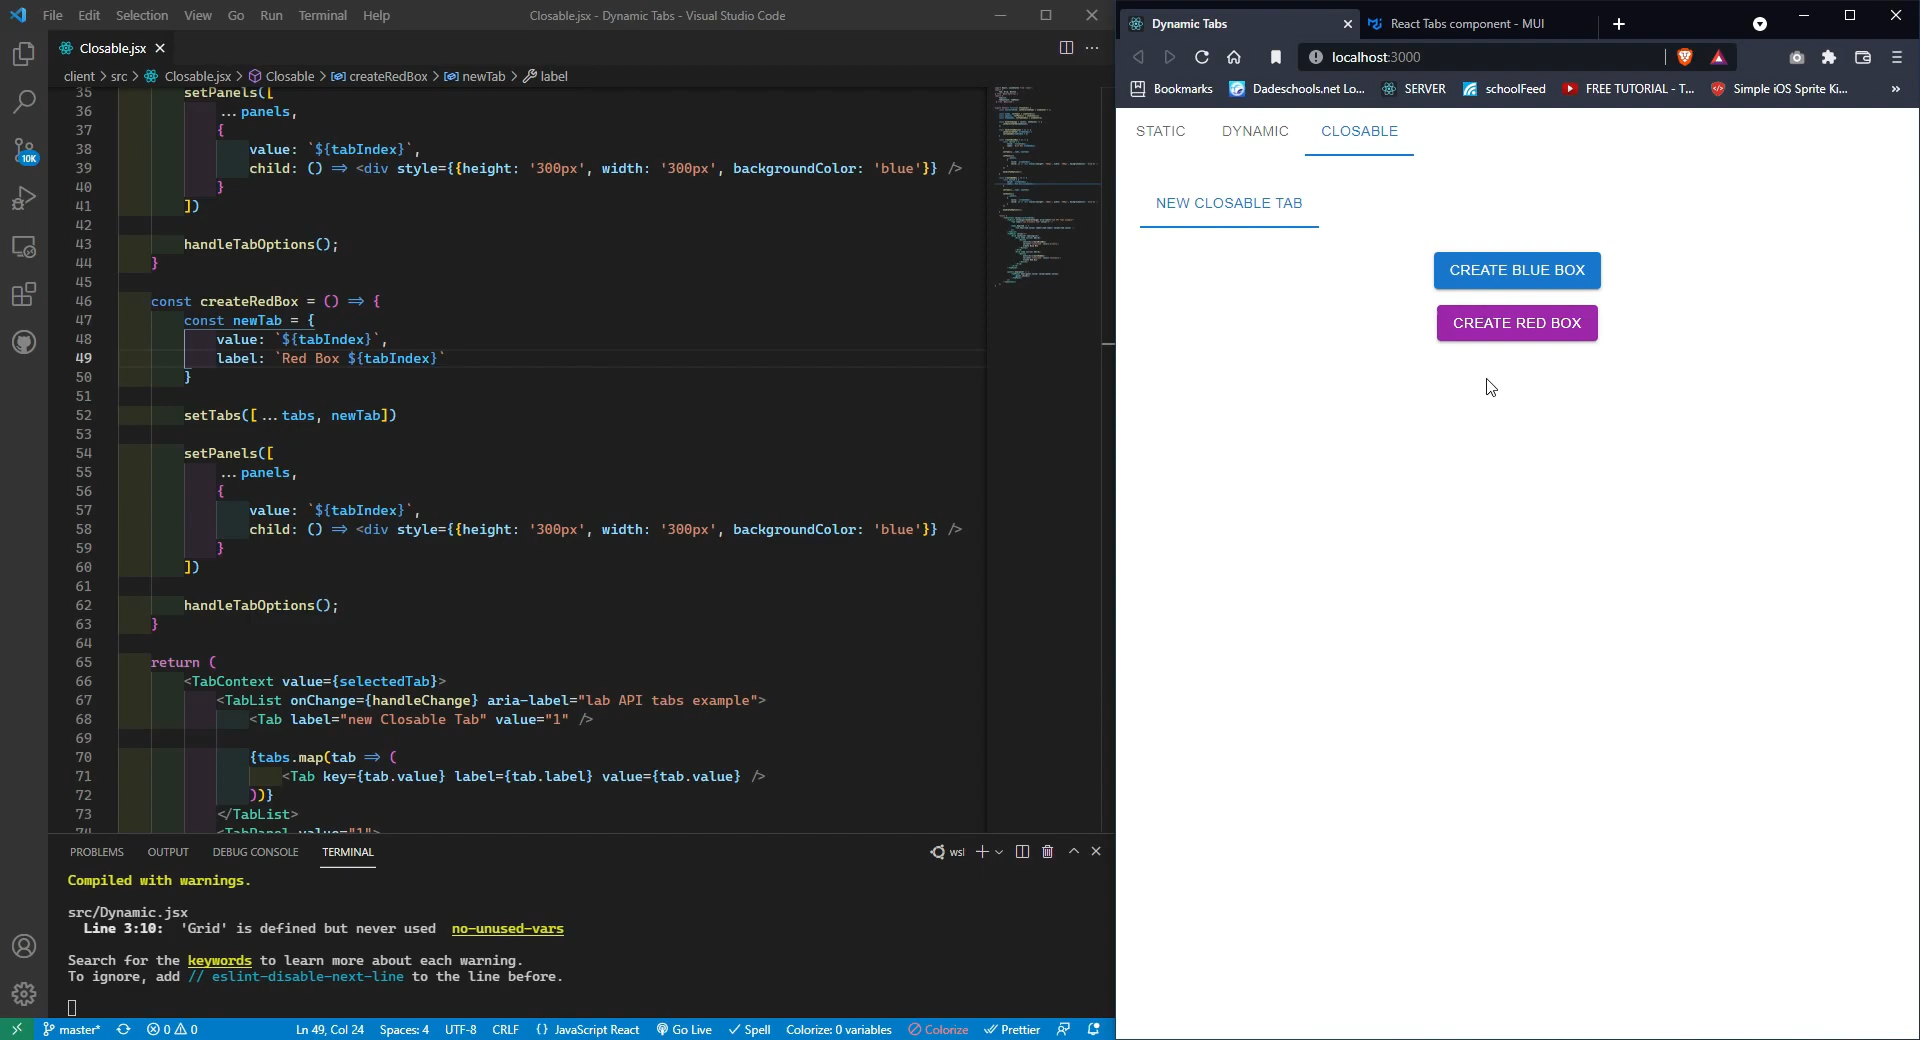 File Edit Selection View Go Run Terminal Help
Closable.jsx - Dynamic Tabs - Visual Studio Code
Closable.jsx
client > src > Closable.jsx > Closable > createRedBox > newTab > label
35 setPanels([
36 ...panels,
37 {
38 value: `${tabIndex}`,
39 child: () => <div style={{height: '300px', width: '300px', backgroundColor: 'blue'}} />
40 }
41 ])
42
43 handleTabOptions();
44 }
45
46 const createRedBox = () => {
47 const newTab = {
48 value: `${tabIndex}`,
49 label: `Red Box ${tabIndex}`
50 }
51
52 setTabs([...tabs, newTab])
53
54 setPanels([
55 ...panels,
56 {
57 value: `${tabIndex}`,
58 child: () => <div style={{height: '300px', width: '300px', backgroundColor: 'blue'}} />
59 }
60 ])
61
62 handleTabOptions();
63 }
64
65 return (
66 <TabContext value={selectedTab}>
67 <TabList onChange={handleChange} aria-label="lab API tabs example">
68 <Tab label="new Closable Tab" value="1" />
69
70 {tabs.map(tab => (
71 <Tab key={tab.value} label={tab.label} value={tab.value} />
72 ))}
73 </TabList>
74 <TabPanel value="1">
10K
PROBLEMS OUTPUT DEBUG CONSOLE TERMINAL
wsl
Compiled with warnings.
src/Dynamic.jsx
Line 3:10: 'Grid' is defined but never used no-unused-vars
Search for the keywords to learn more about each warning.
To ignore, add // eslint-disable-next-line to the line before.
master* 0 0 Ln 49, Col 24 Spaces: 4 UTF-8 CRLF {} JavaScript React Go Live Spell Colorize: 0 variables Colorize Prettier
Dynamic Tabs
React Tabs component - MUI
localhost:3000
Bookmarks Dadeschools.net Lo... SERVER schoolFeed FREE TUTORIAL - T... Simple iOS Sprite Ki... »
STATIC DYNAMIC CLOSABLE
NEW CLOSABLE TAB
CREATE BLUE BOX
CREATE RED BOX